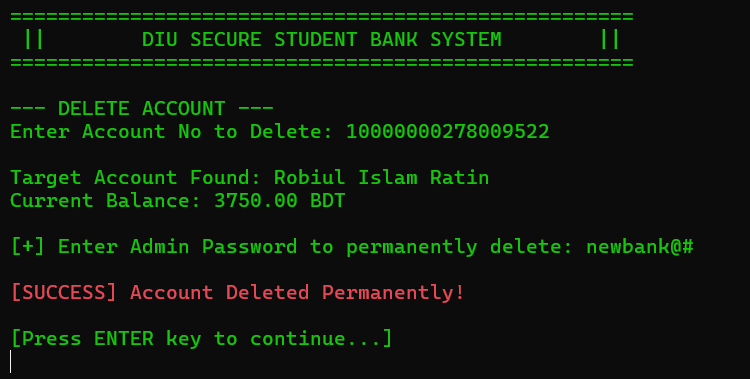 ====================================================
||        DIU SECURE STUDENT BANK SYSTEM        ||
====================================================
--- DELETE ACCOUNT ---
Enter Account No to Delete: 10000000278009522
Target Account Found: Robiul Islam Ratin
Current Balance: 3750.00 BDT
[+] Enter Admin Password to permanently delete: newbank@#
[SUCCESS] Account Deleted Permanently!
[Press ENTER key to continue...]